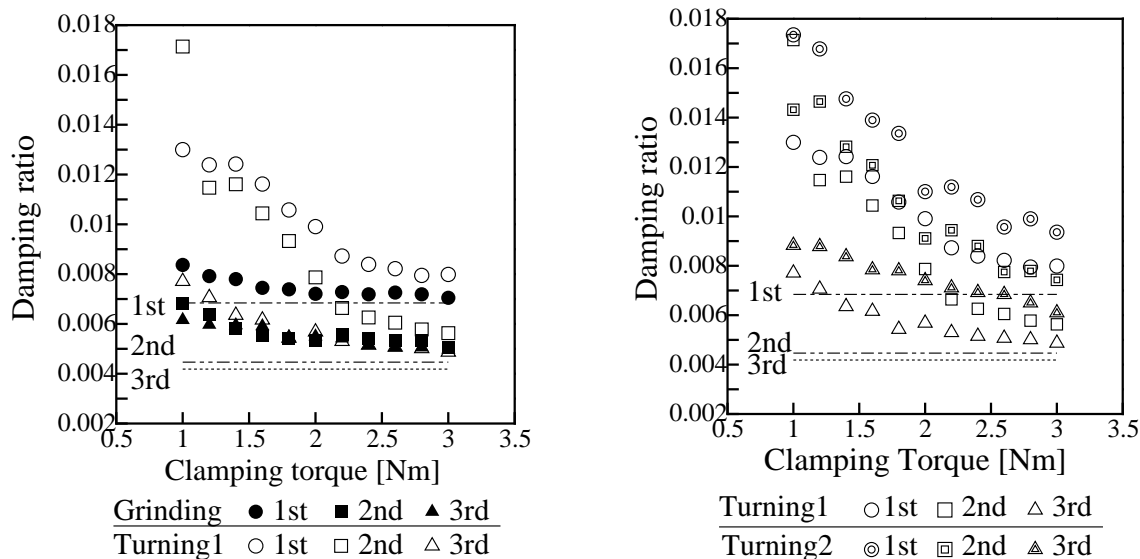 0.018
0.016
0.014
0.012
0.01
0.008
0.006
0.004
0.002
Damping ratio
1st
2nd
3rd
0.5 1 1.5 2 2.5 3 3.5
Clamping torque [Nm]
Grinding 1st 2nd 3rd
Turning1 1st 2nd 3rd
0.018
0.016
0.014
0.012
0.01
0.008
0.006
0.004
0.002
Damping ratio
1st
2nd
3rd
0.5 1 1.5 2 2.5 3 3.5
Clamping Torque [Nm]
Turning1 1st 2nd 3rd
Turning2 1st 2nd 3rd